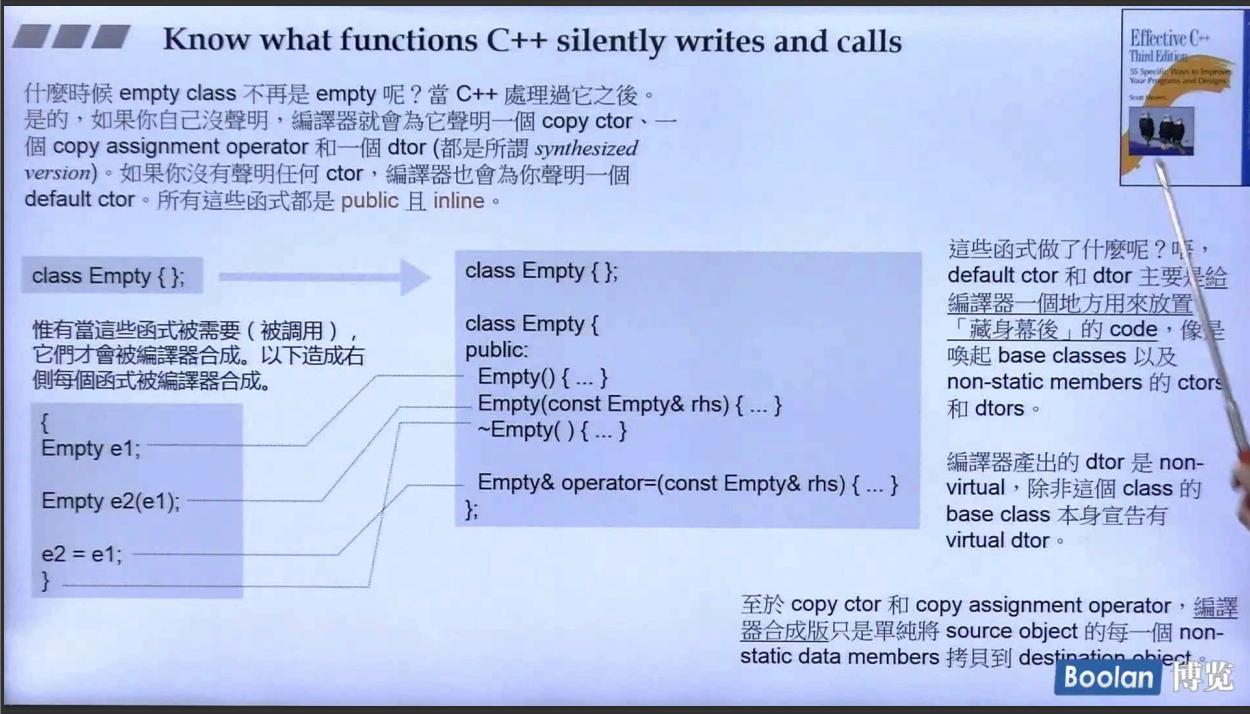 Know what functions C++ silently writes and calls
Effective C++
Third Edition
55 Specific Ways to Improve
Your Programs and Designs
Scott Meyers
什麼時候 empty class 不再是 empty 呢？當 C++ 處理過它之後。
是的，如果你自己沒聲明，編譯器就會為它聲明一個 copy ctor、一
個 copy assignment operator 和一個 dtor (都是所謂 synthesized
version)。如果你沒有聲明任何 ctor，編譯器也會為你聲明一個
default ctor。所有這些函式都是 public 且 inline。
class Empty { };
惟有當這些函式被需要（被調用），
它們才會被編譯器合成。以下造成右
側每個函式被編譯器合成。
{
Empty e1;
Empty e2(e1);
e2 = e1;
}
class Empty { };
class Empty {
public:
Empty() { ... }
Empty(const Empty& rhs) { ... }
~Empty( ) { ... }
Empty& operator=(const Empty& rhs) { ... }
};
這些函式做了什麼呢？唔，
default ctor 和 dtor 主要是給
編譯器一個地方用來放置
「藏身幕後」的 code，像是
喚起 base classes 以及
non-static members 的 ctors
和 dtors。
編譯器產出的 dtor 是 non-
virtual，除非這個 class 的
base class 本身宣告有
virtual dtor。
至於 copy ctor 和 copy assignment operator，編譯
器合成版只是單純將 source object 的每一個 non-
static data members 拷貝到 destination object。
Boolan 博览